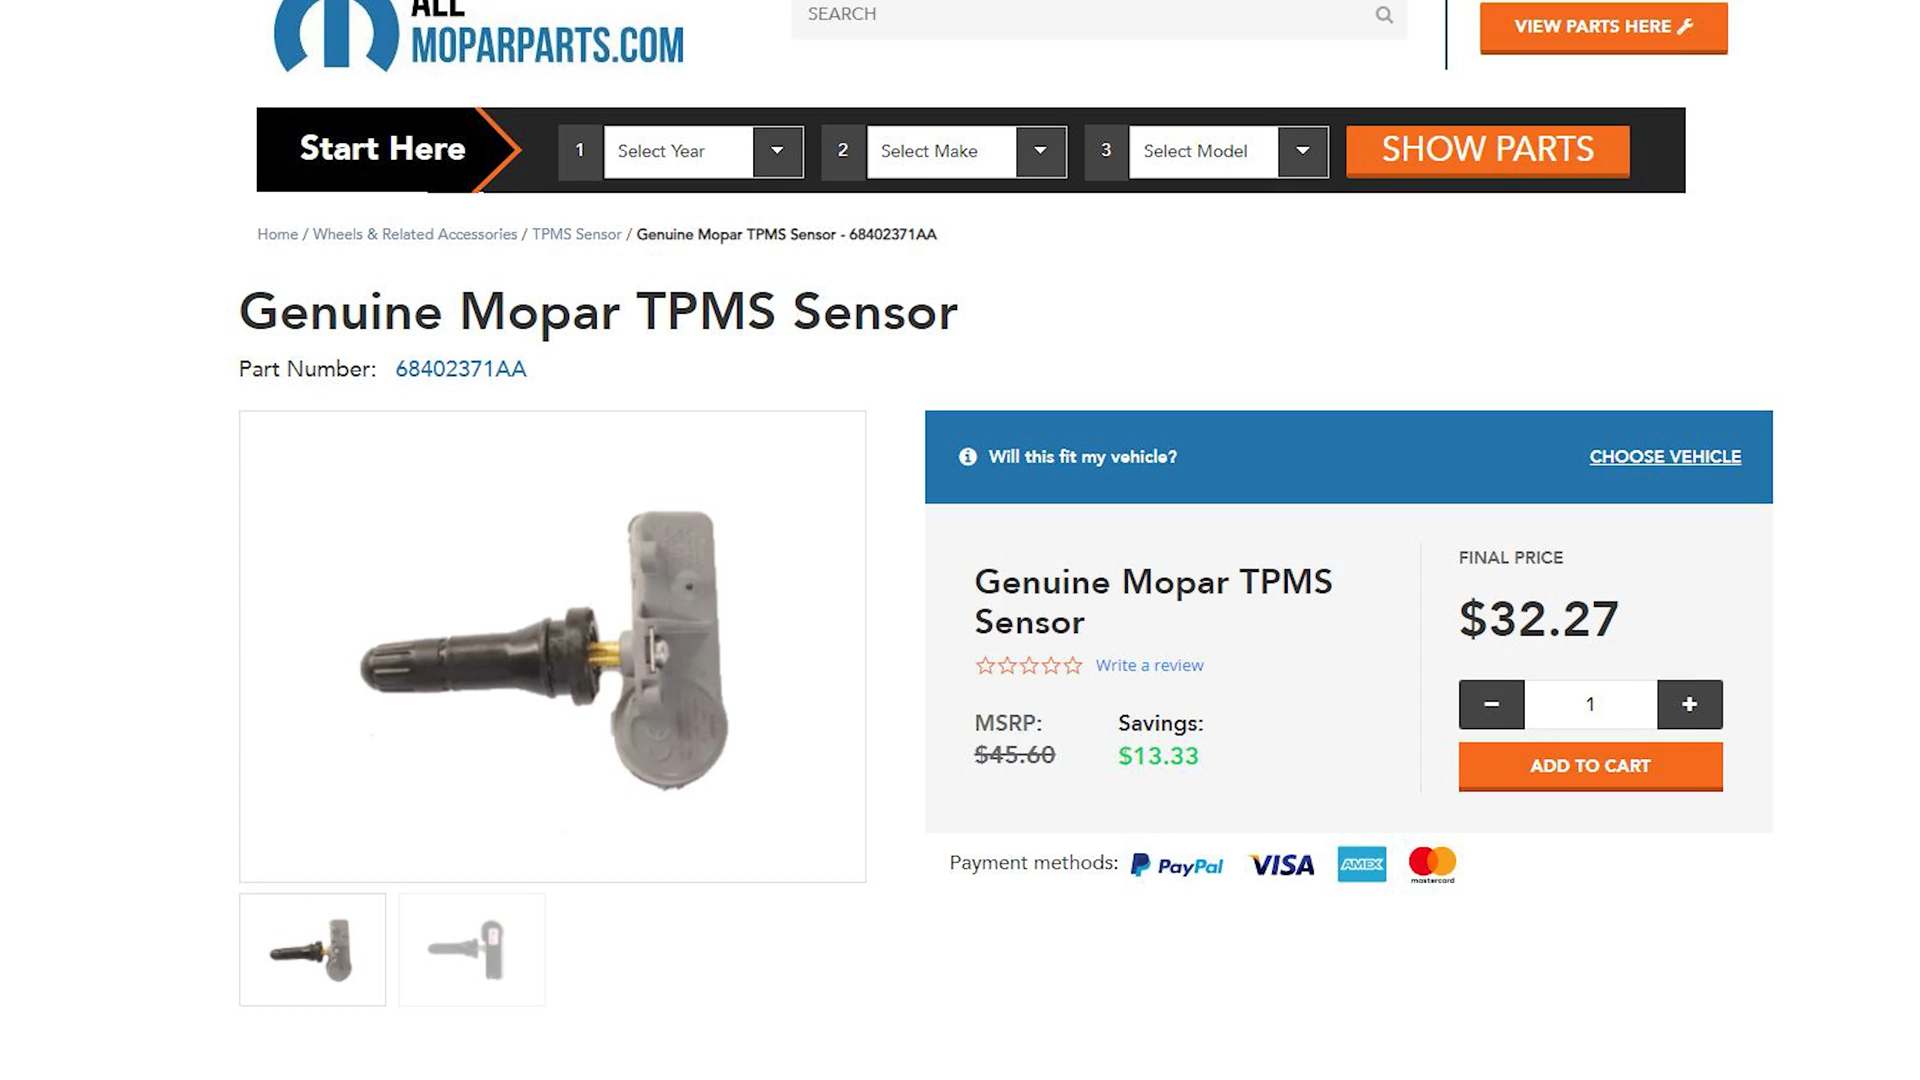 ALL
MOPARPARTS.COM
SEARCH
VIEW PARTS HERE
Start Here
1
Select Year
2
Select Make
3
Select Model
SHOW PARTS
Home / Wheels & Related Accessories / TPMS Sensor / Genuine Mopar TPMS Sensor - 68402371AA
Genuine Mopar TPMS Sensor
Part Number: 68402371AA
Will this fit my vehicle?
CHOOSE VEHICLE
Genuine Mopar TPMS
Sensor
Write a review
MSRP:
$45.60
Savings:
$13.33
FINAL PRICE
$32.27
1
ADD TO CART
Payment methods: PayPal VISA AMEX mastercard